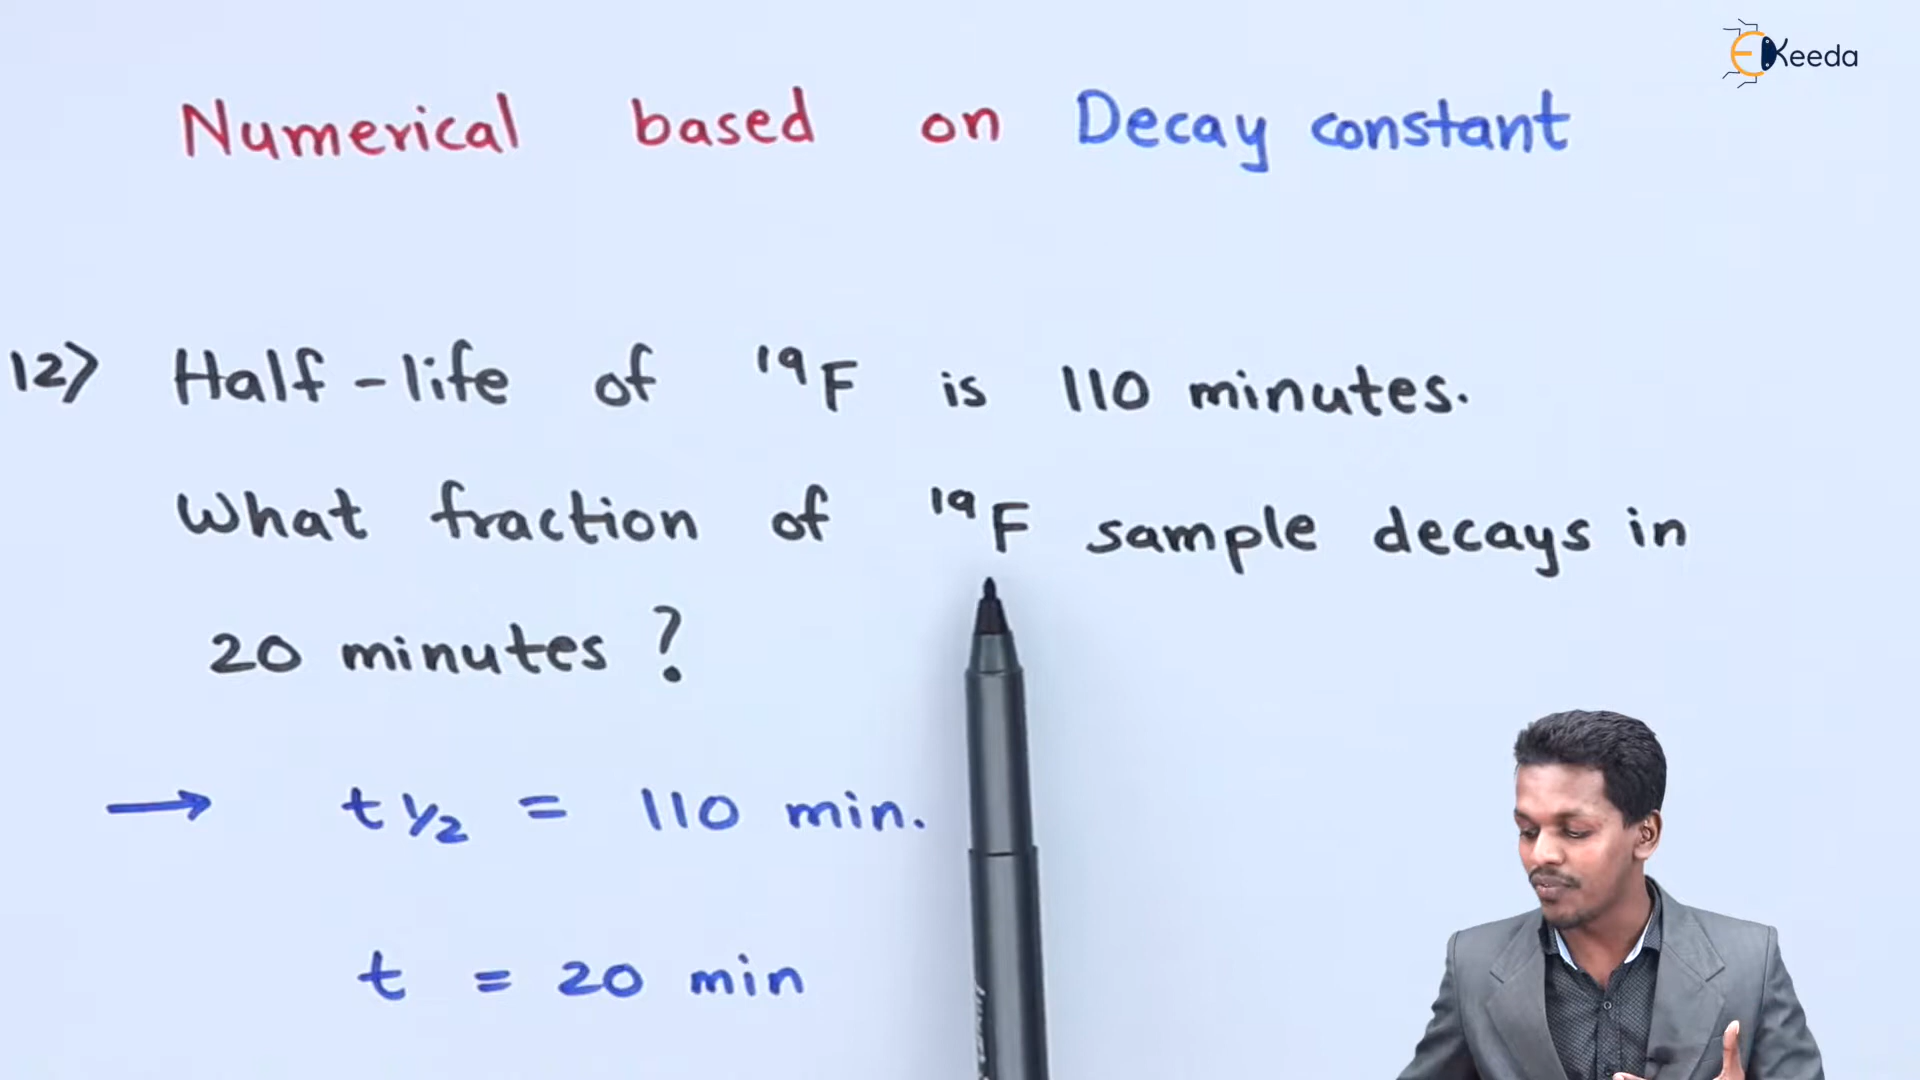 EKeeda
Numerical based on Decay constant
12) Half-life of ¹⁹F is 110 minutes.
What fraction of ¹⁹F sample decays in
20 minutes ?
→ t 1/2 = 110 min.
t = 20 min